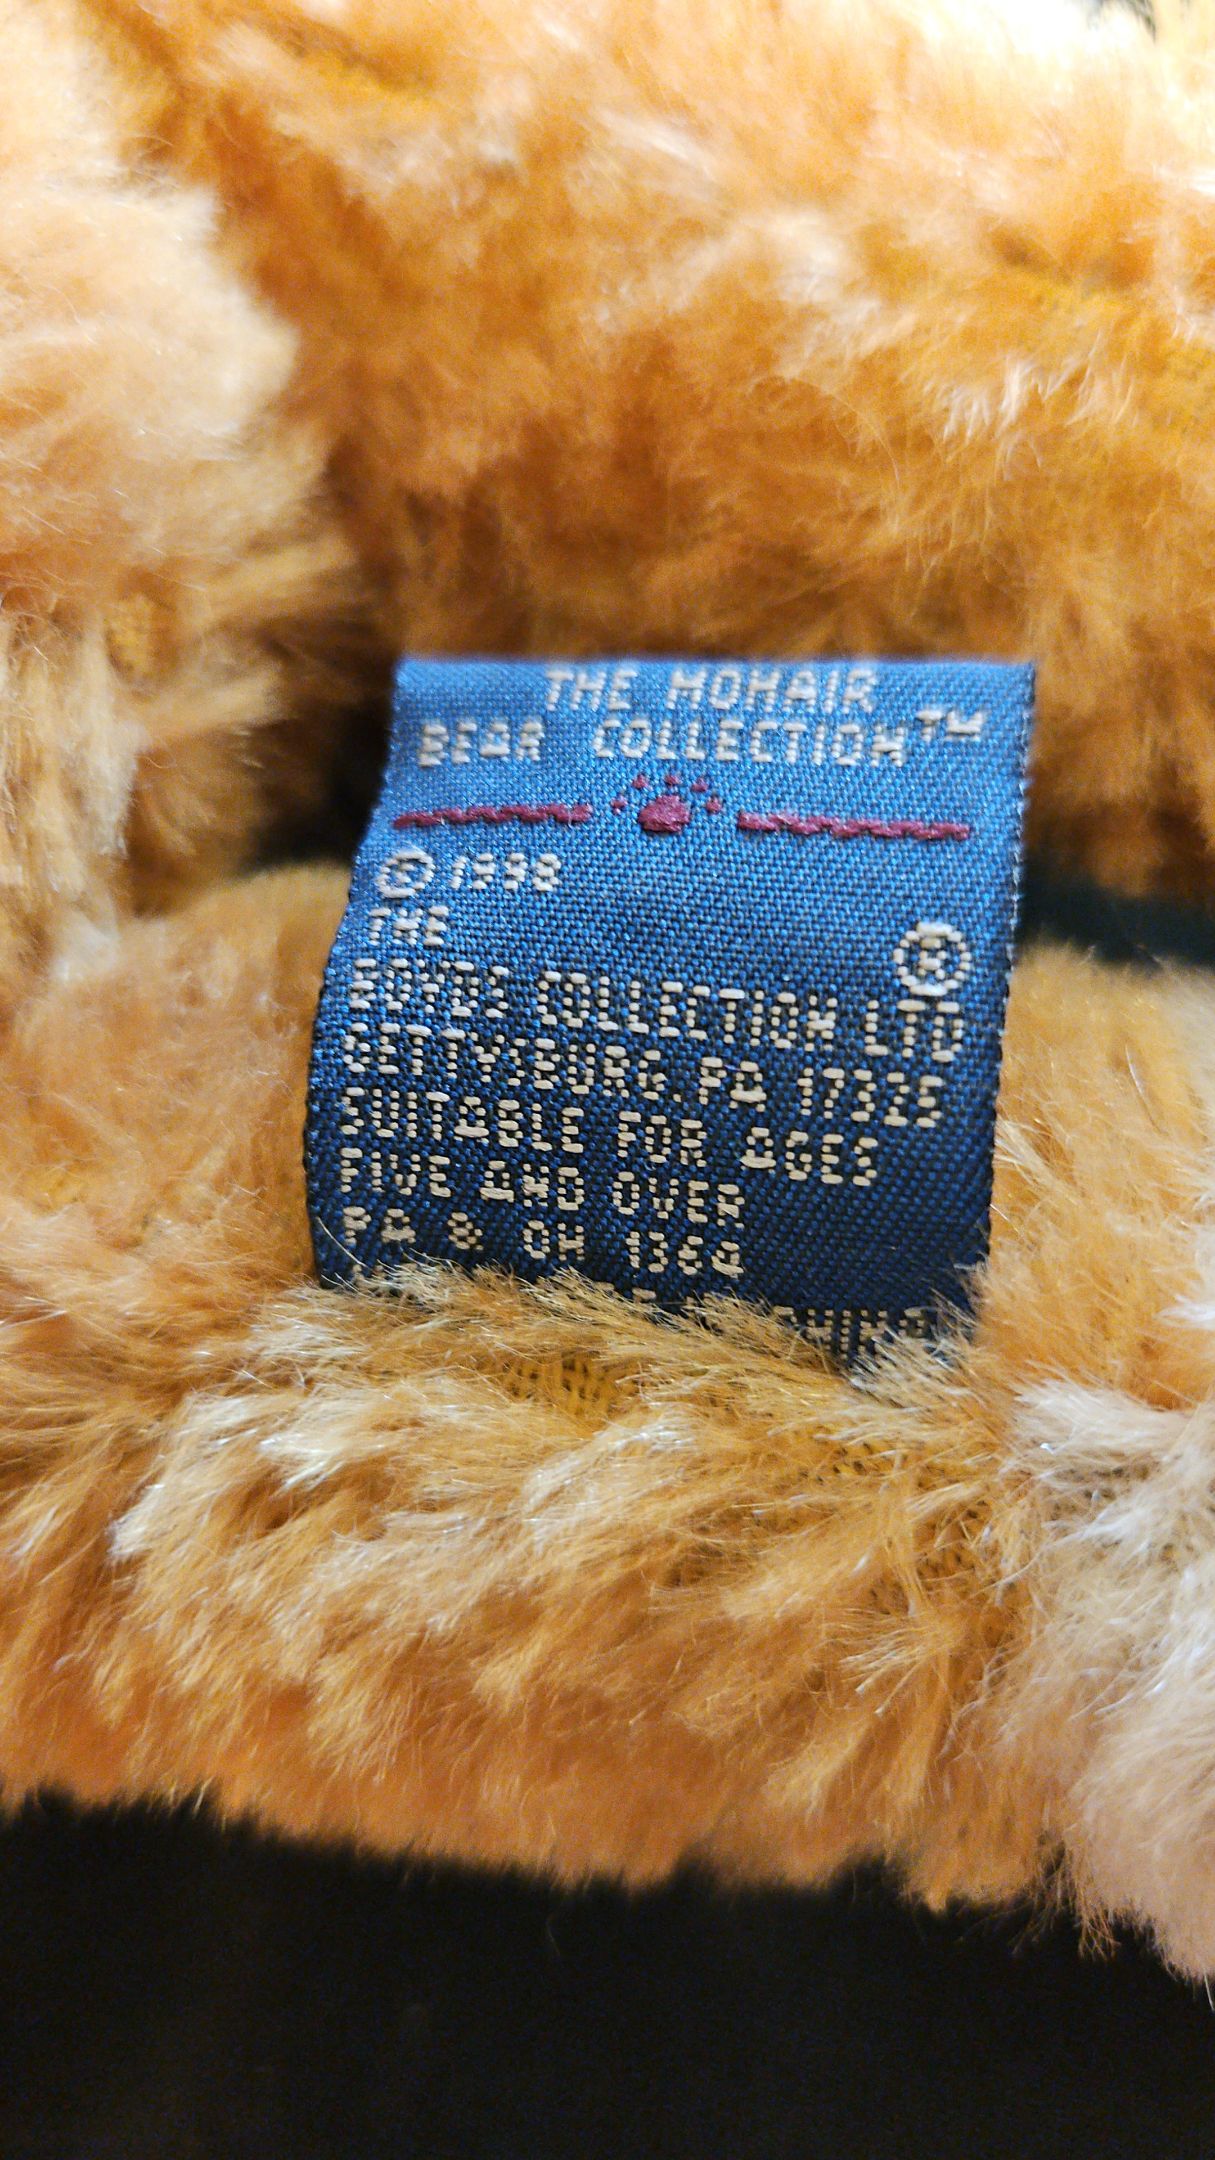 THE MOHAIR
BEAR COLLECTION™
© 1998
THE ®
BOYDS COLLECTION LTD
GETTYSBURG, PA 17325
SUITABLE FOR AGES
FIVE AND OVER
PA & OH 1364